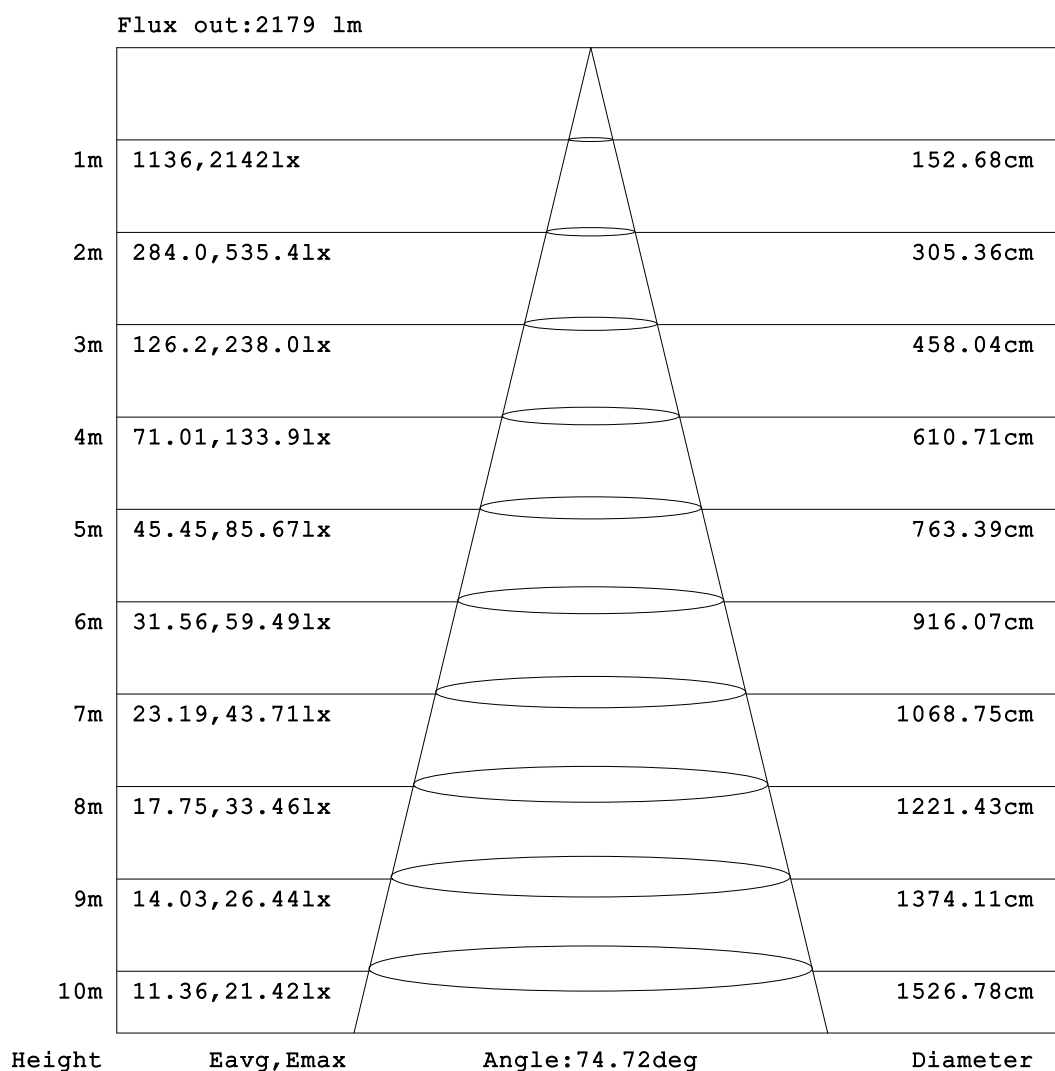 Flux out:2179 lm
1m 1136,2142lx 152.68cm
2m 284.0,535.4lx 305.36cm
3m 126.2,238.0lx 458.04cm
4m 71.01,133.9lx 610.71cm
5m 45.45,85.67lx 763.39cm
6m 31.56,59.49lx 916.07cm
7m 23.19,43.71lx 1068.75cm
8m 17.75,33.46lx 1221.43cm
9m 14.03,26.44lx 1374.11cm
10m 11.36,21.42lx 1526.78cm
Height Eavg,Emax Angle:74.72deg Diameter